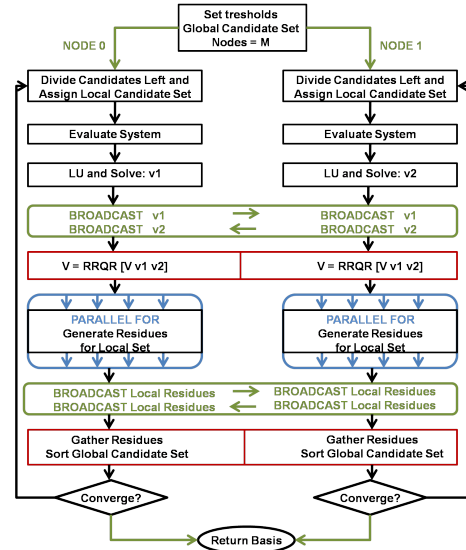 Set tresholds
Global Candidate Set
Nodes = M
NODE 0
NODE 1
Divide Candidates Left and
Assign Local Candidate Set
Divide Candidates Left and
Assign Local Candidate Set
Evaluate System
Evaluate System
LU and Solve: v1
LU and Solve: v2
BROADCAST v1
BROADCAST v1
BROADCAST v2
BROADCAST v2
V = RRQR [V v1 v2]
V = RRQR [V v1 v2]
PARALLEL FOR
Generate Residues
for Local Set
PARALLEL FOR
Generate Residues
for Local Set
BROADCAST Local Residues
BROADCAST Local Residues
BROADCAST Local Residues
BROADCAST Local Residues
Gather Residues
Sort Global Candidate Set
Gather Residues
Sort Global Candidate Set
Converge?
Converge?
Return Basis